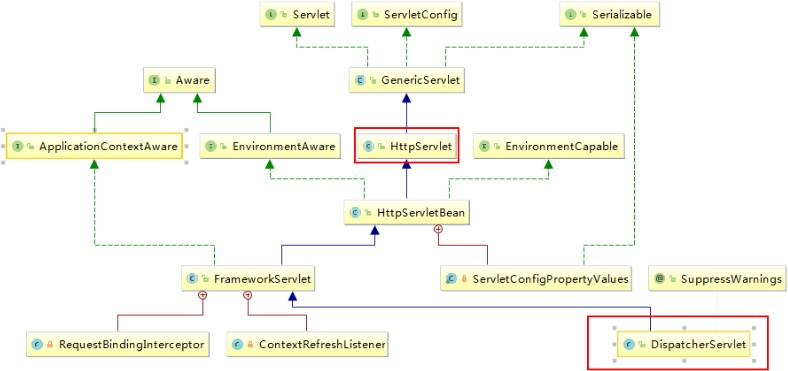 Servlet
ServletConfig
Serializable
Aware
GenericServlet
ApplicationContextAware
EnvironmentAware
HttpServlet
EnvironmentCapable
HttpServletBean
FrameworkServlet
ServletConfigPropertyValues
SuppressWarnings
RequestBindingInterceptor
ContextRefreshListener
DispatcherServlet